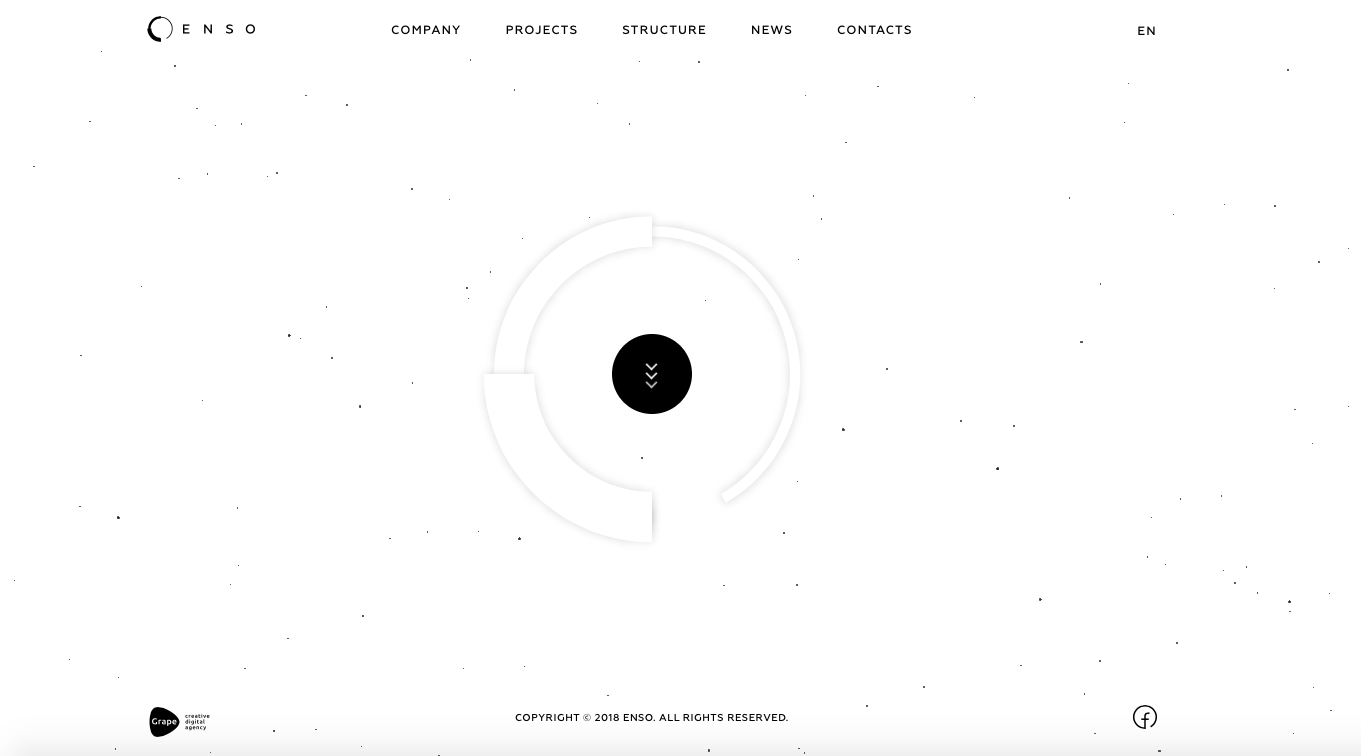 ENSO
COMPANY
PROJECTS
STRUCTURE
NEWS
CONTACTS
EN
Grape
creative
digital
agency
COPYRIGHT © 2018 ENSO. ALL RIGHTS RESERVED.